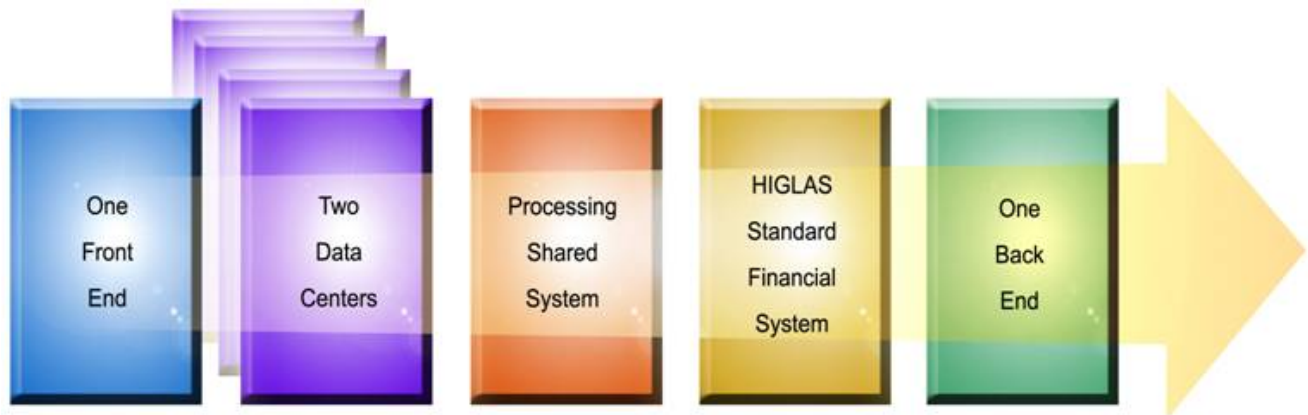 One
Front
End
Two
Data
Centers
Processing
Shared
System
HIGLAS
Standard
Financial
System
One
Back
End